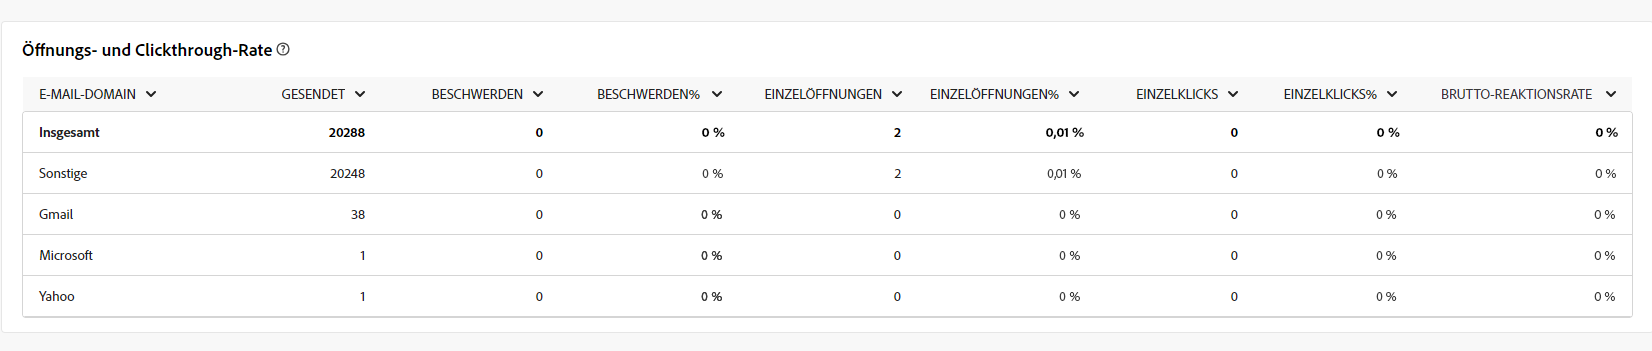 Öffnungs- und Clickthrough-Rate
E-MAIL-DOMAIN GESENDET BESCHWERDEN BESCHWERDEN% EINZELÖFFNUNGEN EINZELÖFFNUNGEN% EINZELKLICKS EINZELKLICKS% BRUTTO-REAKTIONSRATE
Insgesamt 20288 0 0 % 2 0,01 % 0 0 % 0 %
Sonstige 20248 0 0 % 2 0,01 % 0 0 % 0 %
Gmail 38 0 0 % 0 0 % 0 0 % 0 %
Microsoft 1 0 0 % 0 0 % 0 0 % 0 %
Yahoo 1 0 0 % 0 0 % 0 0 % 0 %